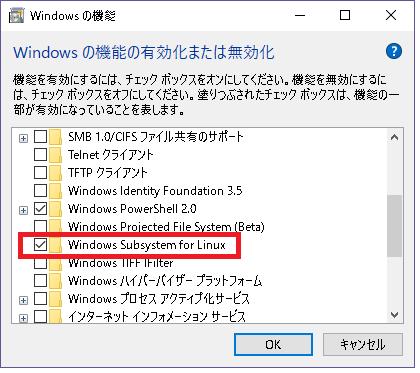 Windows の機能
Windows の機能の有効化または無効化
機能を有効にするには、チェック ボックスをオンにしてください。機能を無効にするに
は、チェック ボックスをオフにしてください。塗りつぶされたチェック ボックスは、機能の一
部が有効になっていることを表します。
SMB 1.0/CIFS ファイル共有のサポート
Telnet クライアント
TFTP クライアント
Windows Identity Foundation 3.5
Windows PowerShell 2.0
Windows Projected File System (Beta)
Windows Subsystem for Linux
Windows TIFF IFilter
Windows ハイパーバイザー プラットフォーム
Windows プロセス アクティブ化サービス
インターネット インフォメーション サービス
OK
キャンセル